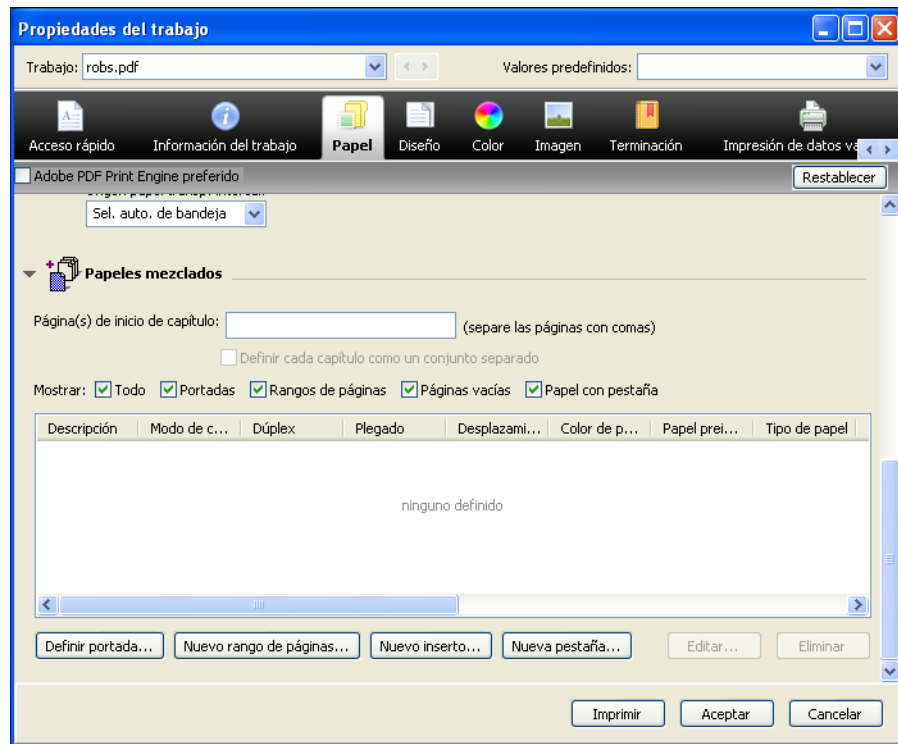 Propiedades del trabajo
Trabajo: robs.pdf Valores predefinidos:
Acceso rápido Información del trabajo Papel Diseño Color Imagen Terminación Impresión de datos va
Adobe PDF Print Engine preferido Restablecer
Sel. auto. de bandeja
Papeles mezclados
Página(s) de inicio de capítulo: (separe las páginas con comas)
Definir cada capítulo como un conjunto separado
Mostrar: Todo Portadas Rangos de páginas Páginas vacías Papel con pestaña
Descripción Modo de c... Dúplex Plegado Desplazami... Color de p... Papel prei... Tipo de papel
ninguno definido
Definir portada... Nuevo rango de páginas... Nuevo inserto... Nueva pestaña... Editar... Eliminar
Imprimir Aceptar Cancelar